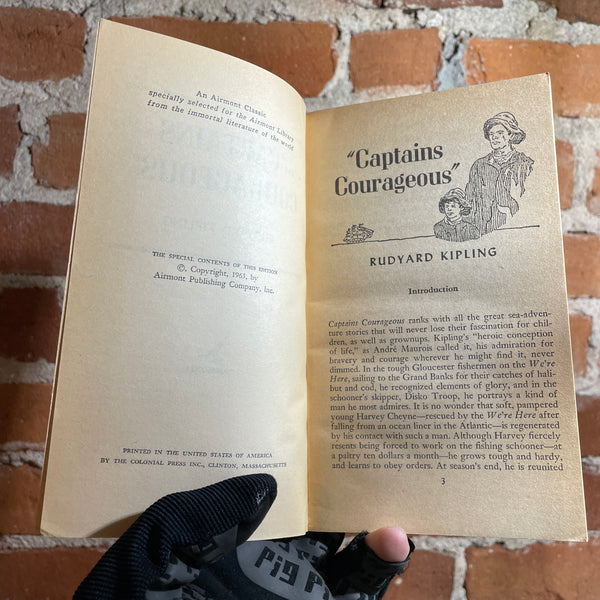 An Airmont Classic
specially selected for the Airmont Library
from the immortal literature of the world
THE SPECIAL CONTENTS OF THIS EDITION
©, Copyright, 1963, by
Airmont Publishing Company, Inc.
PRINTED IN THE UNITED STATES OF AMERICA
BY THE COLONIAL PRESS INC., CLINTON, MASSACHUSETTS
"Captains
Courageous"
RUDYARD KIPLING
Introduction
Captains Courageous ranks with all the great sea-adven-
ture stories that will never lose their fascination for chil-
dren, as well as grownups. Kipling's "heroic conception
of life," as André Maurois called it, his admiration for
bravery and courage wherever he might find it, never
dimmed. In the tough Gloucester fishermen on the We're
Here, sailing to the Grand Banks for their catches of hali-
but and cod, he recognized elements of glory, and in the
schooner's skipper, Disko Troop, he portrays a kind of
man he most admires. It is no wonder that soft, pampered
young Harvey Cheyne—rescued by the We're Here after
falling from an ocean liner in the Atlantic—is regenerated
by his contact with such a man. Although Harvey fiercely
resents being forced to work on the fishing schooner—at
a paltry ten dollars a month—he grows tough and hardy,
and learns to obey orders. At season's end, he is reunited
3
Pig